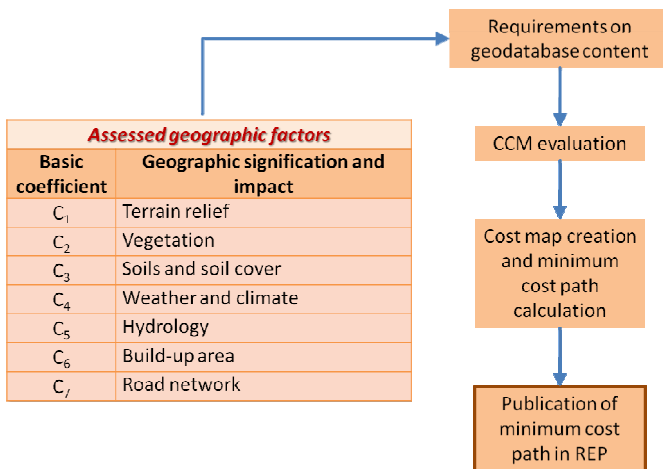 Requirements on
geodatabase content
Assessed geographic factors
Basic
coefficient
Geographic signification and
impact
C1 Terrain relief
C2 Vegetation
C3 Soils and soil cover
C4 Weather and climate
C5 Hydrology
C6 Build-up area
C7 Road network
CCM evaluation
Cost map creation
and minimum
cost path
calculation
Publication of
minimum cost
path in REP